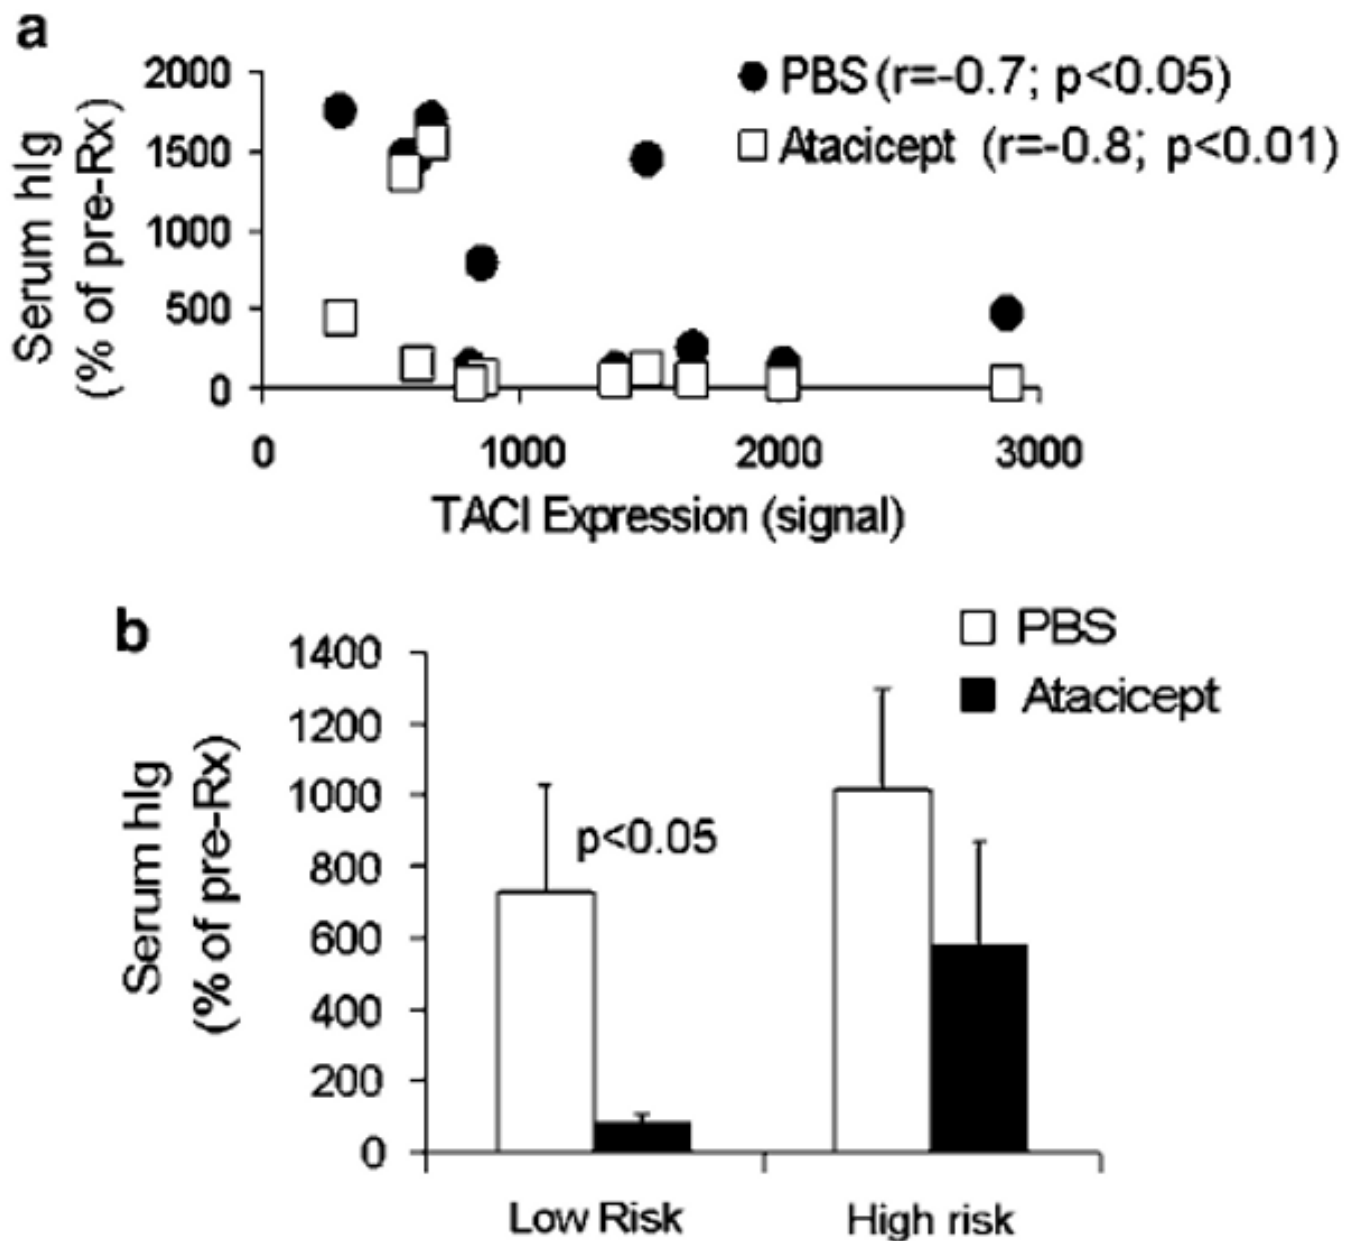 a
PBS (r=-0.7; p<0.05)
Atacicept (r=-0.8; p<0.01)
Serum hIg
(% of pre-Rx)
2000
1500
1000
500
0
0 1000 2000 3000
TACI Expression (signal)
b
PBS
Atacicept
Serum hIg
(% of pre-Rx)
1400
1200
1000
800
600
400
200
0
p<0.05
Low Risk High risk